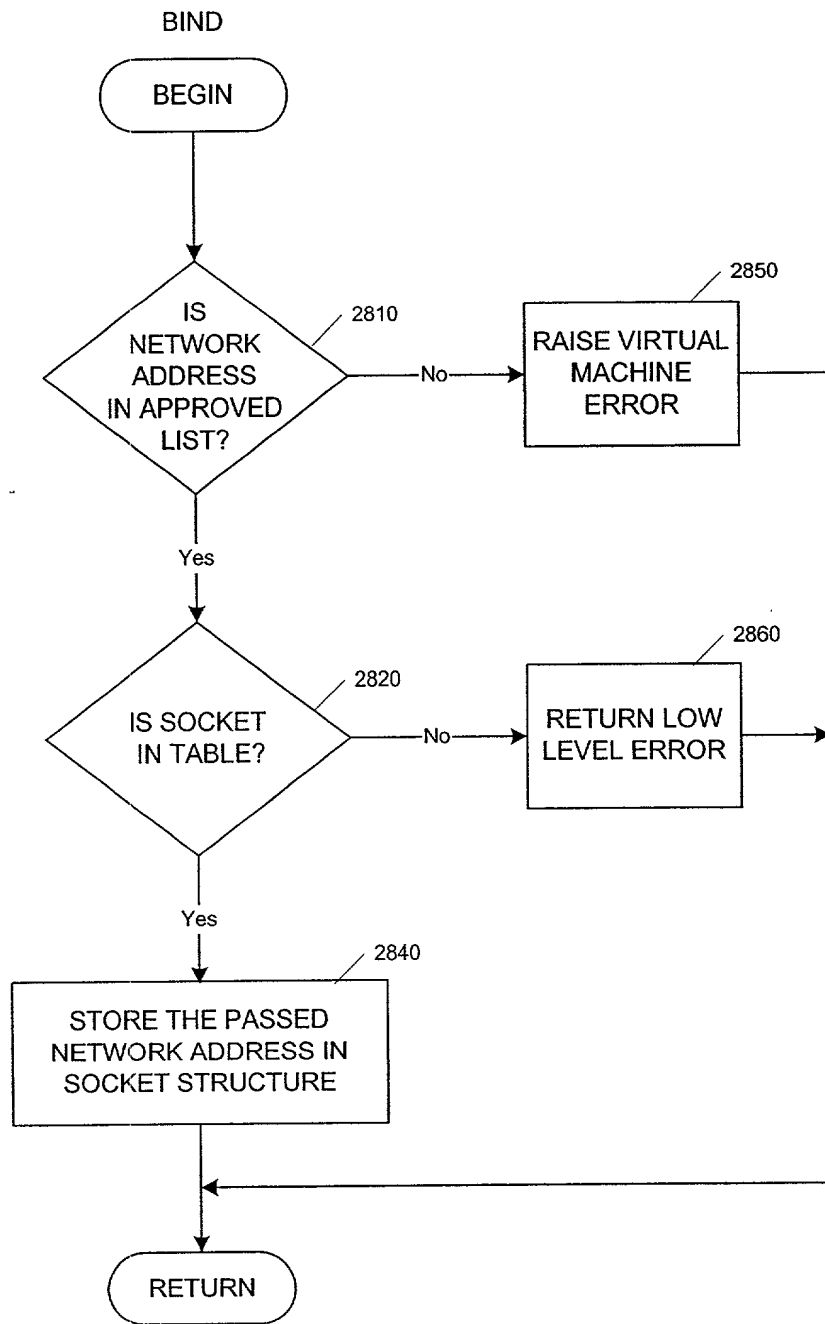 BIND
BEGIN
IS
NETWORK
ADDRESS
IN APPROVED
LIST?
2810
No
2850
RAISE VIRTUAL
MACHINE
ERROR
Yes
IS SOCKET
IN TABLE?
2820
No
2860
RETURN LOW
LEVEL ERROR
Yes
2840
STORE THE PASSED
NETWORK ADDRESS IN
SOCKET STRUCTURE
RETURN